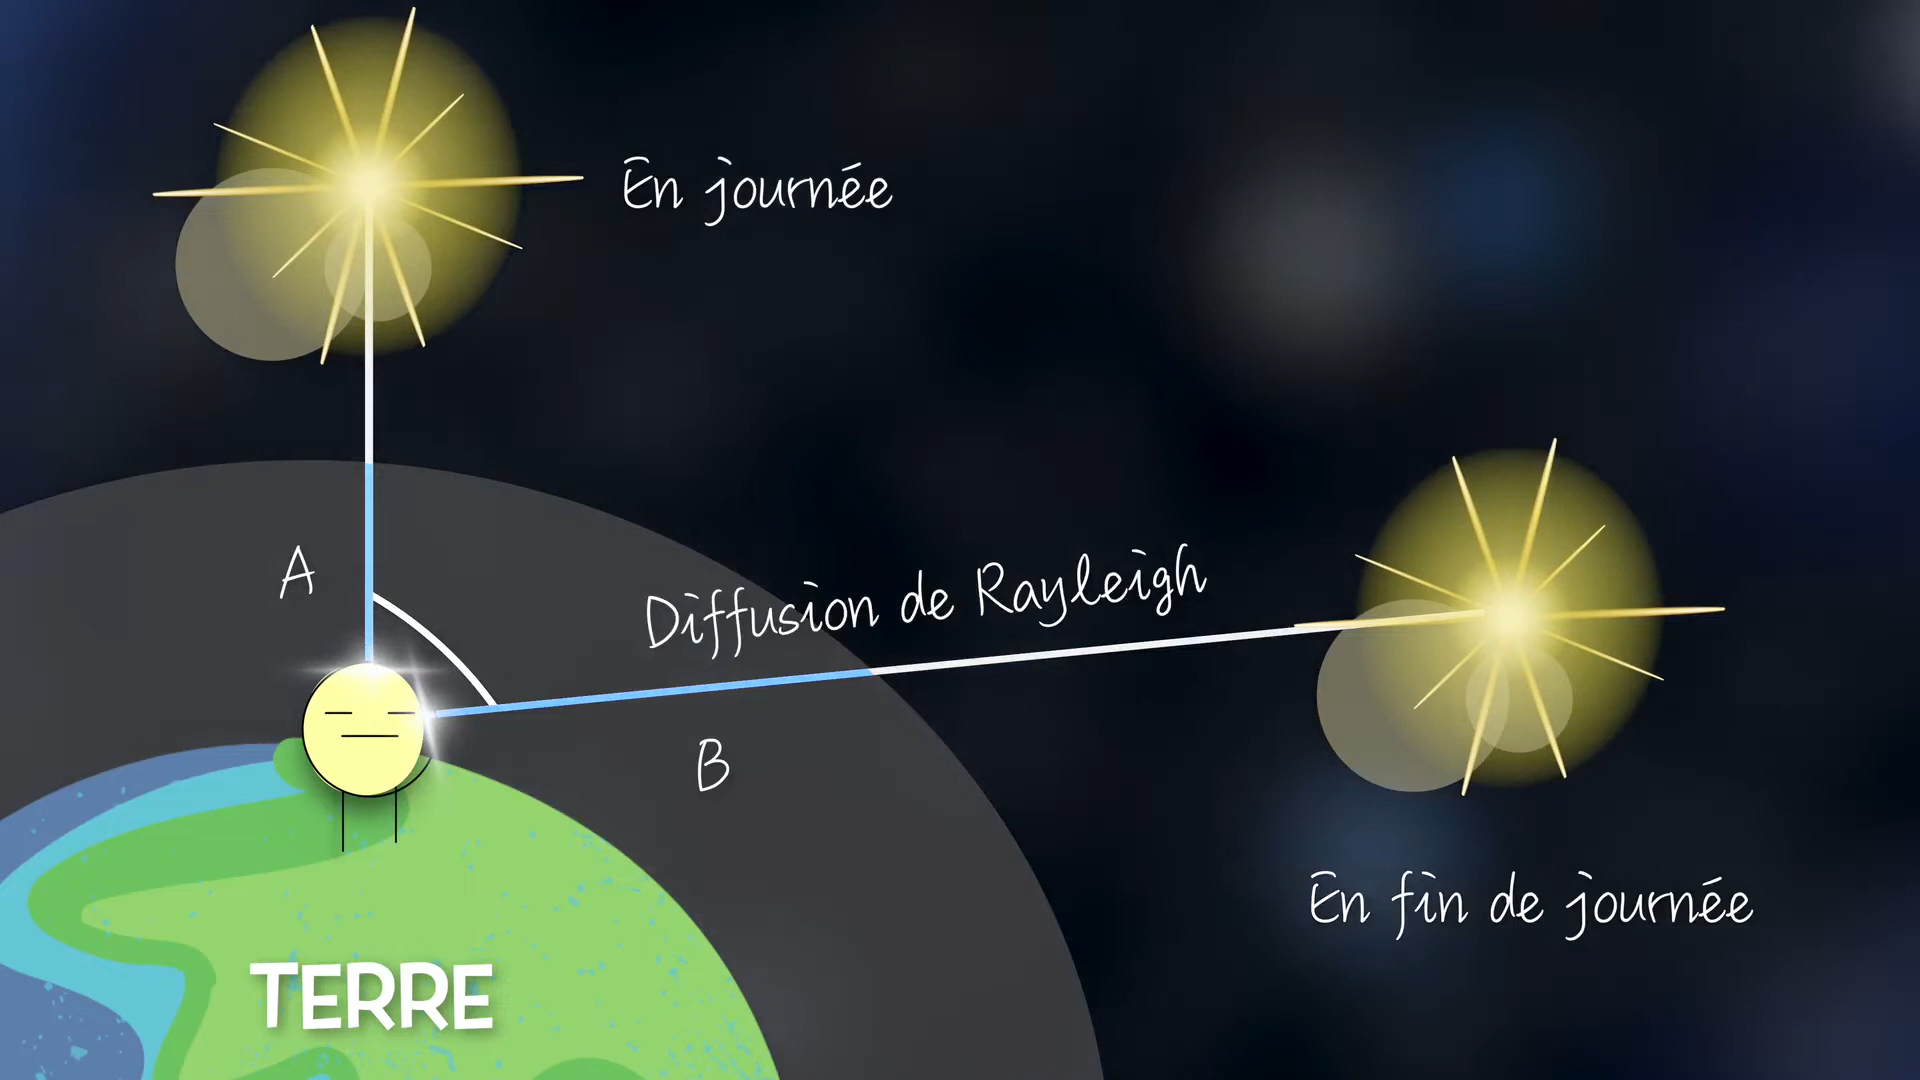 En journée
A
Diffusion de Rayleigh
B
En fin de journée
TERRE